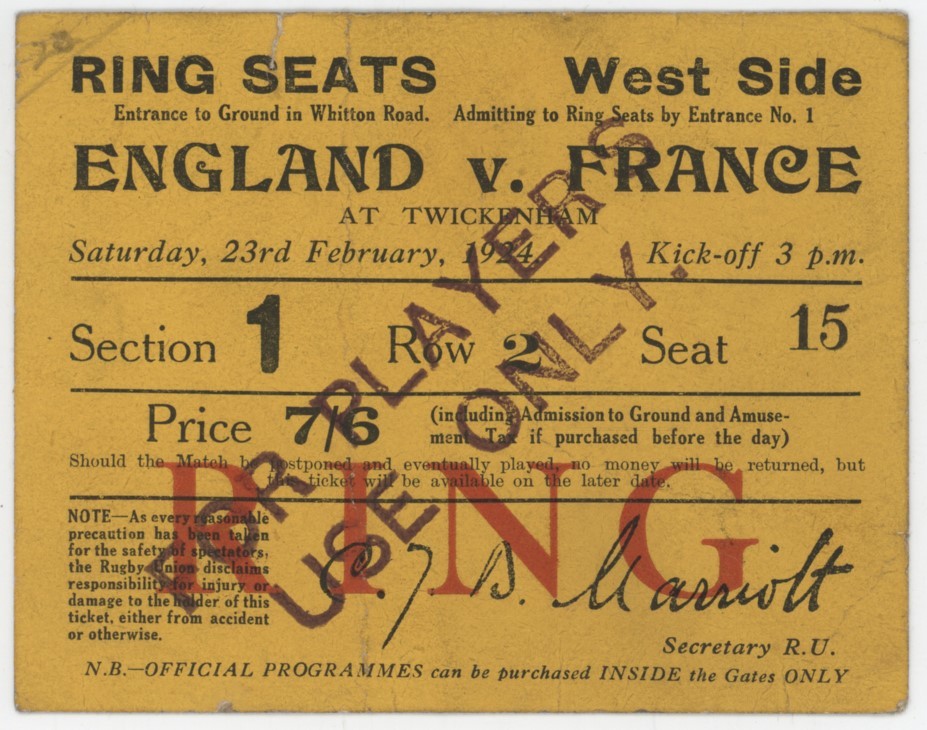 RING SEATS West Side
Entrance to Ground in Whitton Road. Admitting to Ring Seats by Entrance No. 1
ENGLAND v. FRANCE
AT TWICKENHAM
Saturday, 23rd February, 1924. Kick-off 3 p.m.
Section 1 Row 2 Seat 15
Price 7/6 (including Admission to Ground and Amuse-
ment Tax if purchased before the day)
Should the Match be postponed and eventually played, no money will be returned, but
this ticket will be available on the later date.
RING
NOTE—As every reasonable
precaution has been taken
for the safety of spectators,
the Rugby Union disclaims
responsibility for injury or
damage to the holder of this
ticket, either from accident
or otherwise.
C. J. B. Marriott
Secretary R.U.
N.B.—OFFICIAL PROGRAMMES can be purchased INSIDE the Gates ONLY
FOR PLAYERS
USE ONLY.